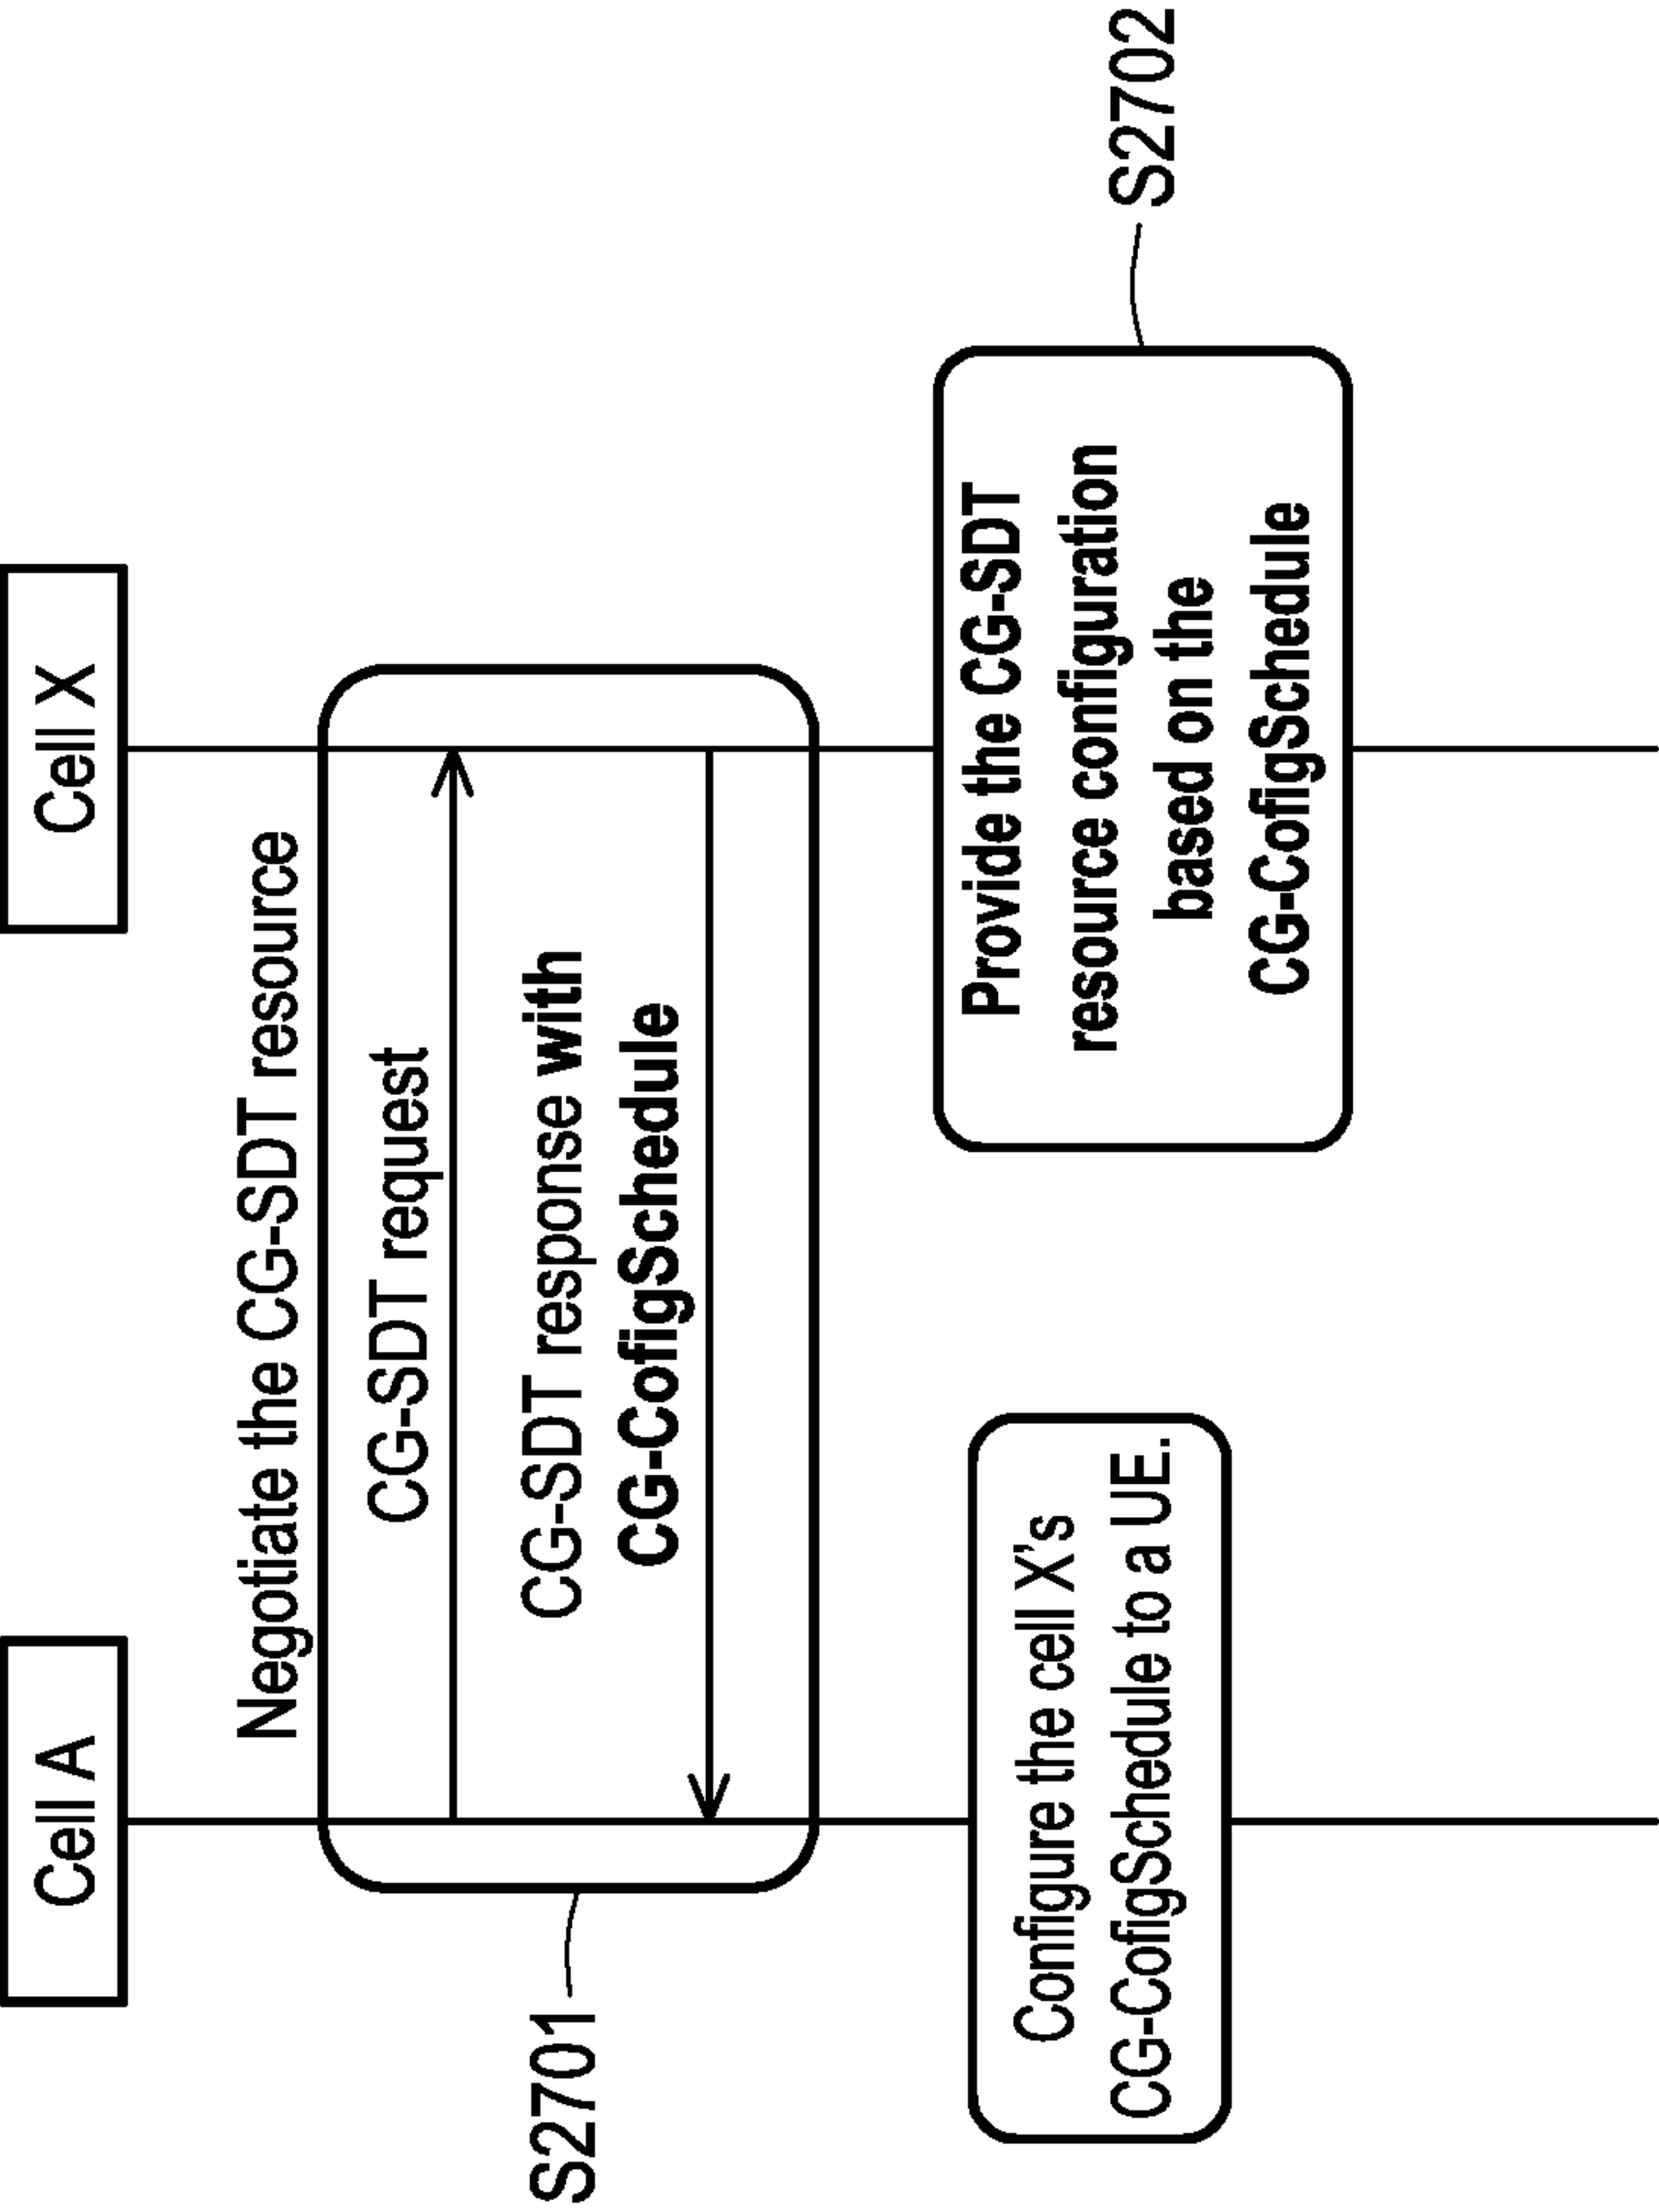 Cell A
Cell X
Negotiate the CG-SDT resource
CG-SDT request
CG-SDT response with
CG-CofigSchedule
S2701
Configure the cell X's
CG-CofigSchedule to a UE.
Provide the CG-SDT
resource configuration
based on the
CG-CofigSchedule
S2702